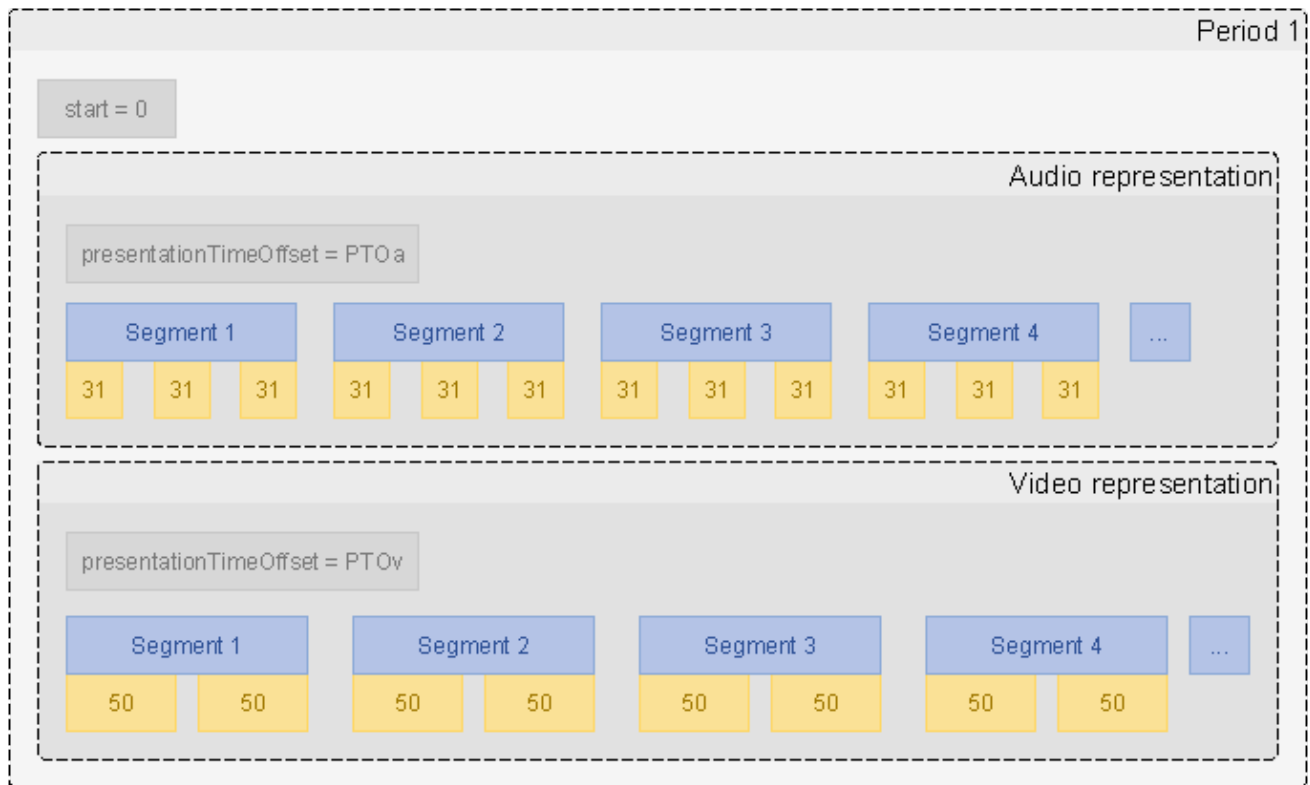 Period 1
start = 0
Audio representation
presentationTimeOffset = PTOa
Segment 1 Segment 2 Segment 3 Segment 4 ...
31 31 31 31 31 31 31 31 31 31 31 31
Video representation
presentationTimeOffset = PTOv
Segment 1 Segment 2 Segment 3 Segment 4 ...
50 50 50 50 50 50 50 50